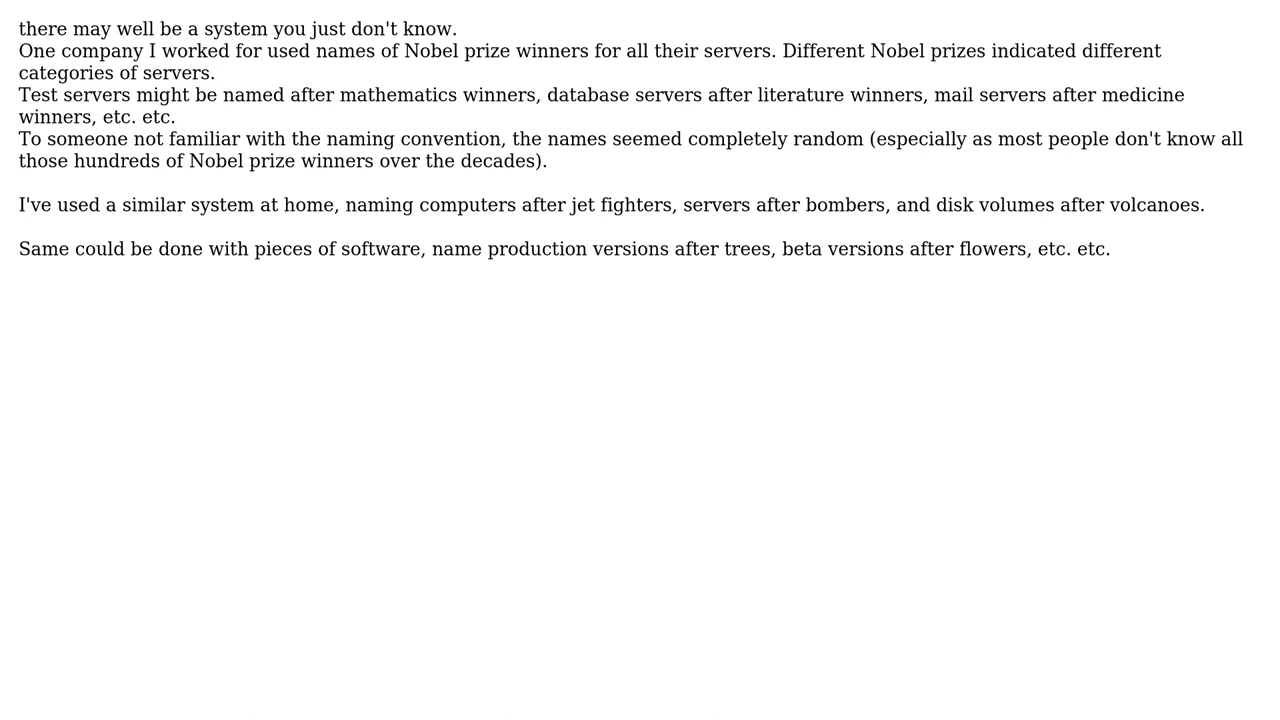 there may well be a system you just don't know.
One company I worked for used names of Nobel prize winners for all their servers. Different Nobel prizes indicated different
categories of servers.
Test servers might be named after mathematics winners, database servers after literature winners, mail servers after medicine
winners, etc. etc.
To someone not familiar with the naming convention, the names seemed completely random (especially as most people don't know all
those hundreds of Nobel prize winners over the decades).
I've used a similar system at home, naming computers after jet fighters, servers after bombers, and disk volumes after volcanoes.
Same could be done with pieces of software, name production versions after trees, beta versions after flowers, etc. etc.